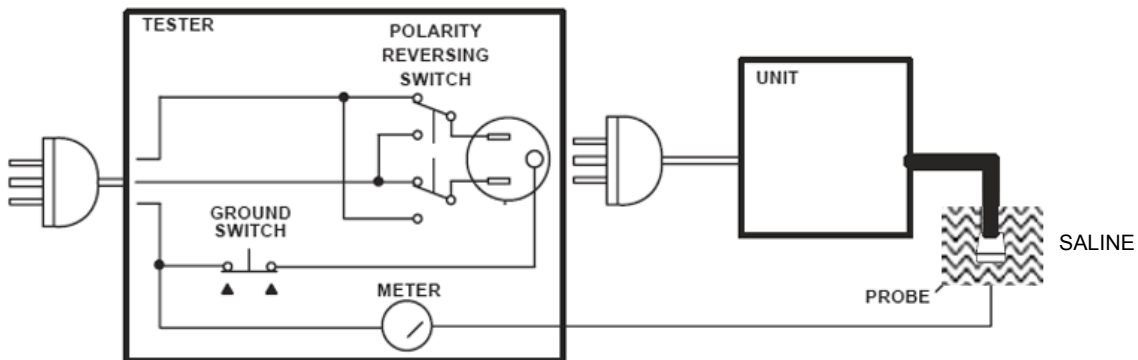 TESTER
POLARITY
REVERSING
SWITCH
UNIT
GROUND
SWITCH
METER
SALINE
PROBE